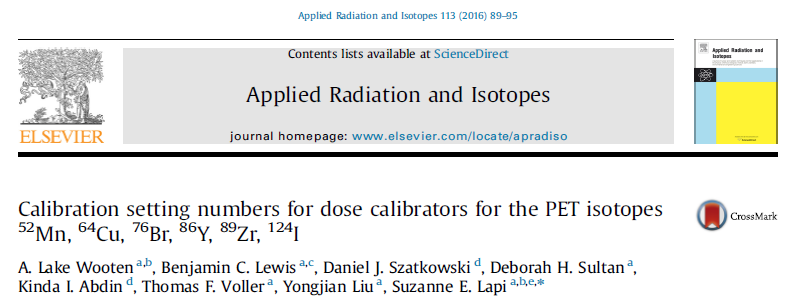 Applied Radiation and Isotopes 113 (2016) 89–95
Contents lists available at ScienceDirect
Applied Radiation and Isotopes
journal homepage: www.elsevier.com/locate/apradiso
ELSEVIER
Applied Radiation and
Isotopes
Calibration setting numbers for dose calibrators for the PET isotopes
⁵²Mn, ⁶⁴Cu, ⁷⁶Br, ⁸⁶Y, ⁸⁹Zr, ¹²⁴I
CrossMark
A. Lake Wooten a,b, Benjamin C. Lewis a,c, Daniel J. Szatkowski d, Deborah H. Sultan a,
Kinda I. Abdin d, Thomas F. Voller a, Yongjian Liu a, Suzanne E. Lapi a,b,e,*